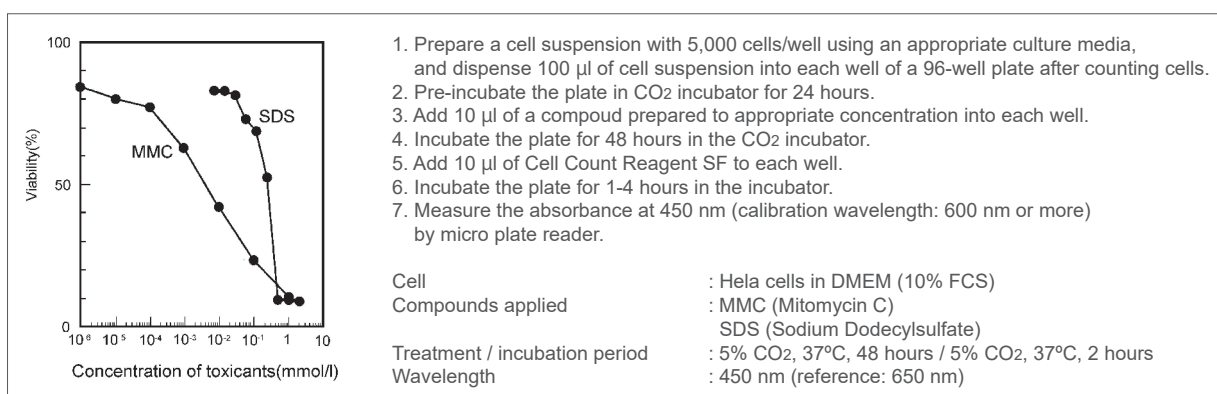 100
50
0
Viability(%)
MMC
SDS
10⁻⁶ 10⁻⁵ 10⁻⁴ 10⁻³ 10⁻² 10⁻¹ 1 10
Concentration of toxicants(mmol/l)
1. Prepare a cell suspension with 5,000 cells/well using an appropriate culture media,
and dispense 100 µl of cell suspension into each well of a 96-well plate after counting cells.
2. Pre-incubate the plate in CO2 incubator for 24 hours.
3. Add 10 µl of a compoud prepared to appropriate concentration into each well.
4. Incubate the plate for 48 hours in the CO2 incubator.
5. Add 10 µl of Cell Count Reagent SF to each well.
6. Incubate the plate for 1-4 hours in the incubator.
7. Measure the absorbance at 450 nm (calibration wavelength: 600 nm or more)
by micro plate reader.
Cell : Hela cells in DMEM (10% FCS)
Compounds applied : MMC (Mitomycin C)
SDS (Sodium Dodecylsulfate)
Treatment / incubation period : 5% CO2, 37ºC, 48 hours / 5% CO2, 37ºC, 2 hours
Wavelength : 450 nm (reference: 650 nm)